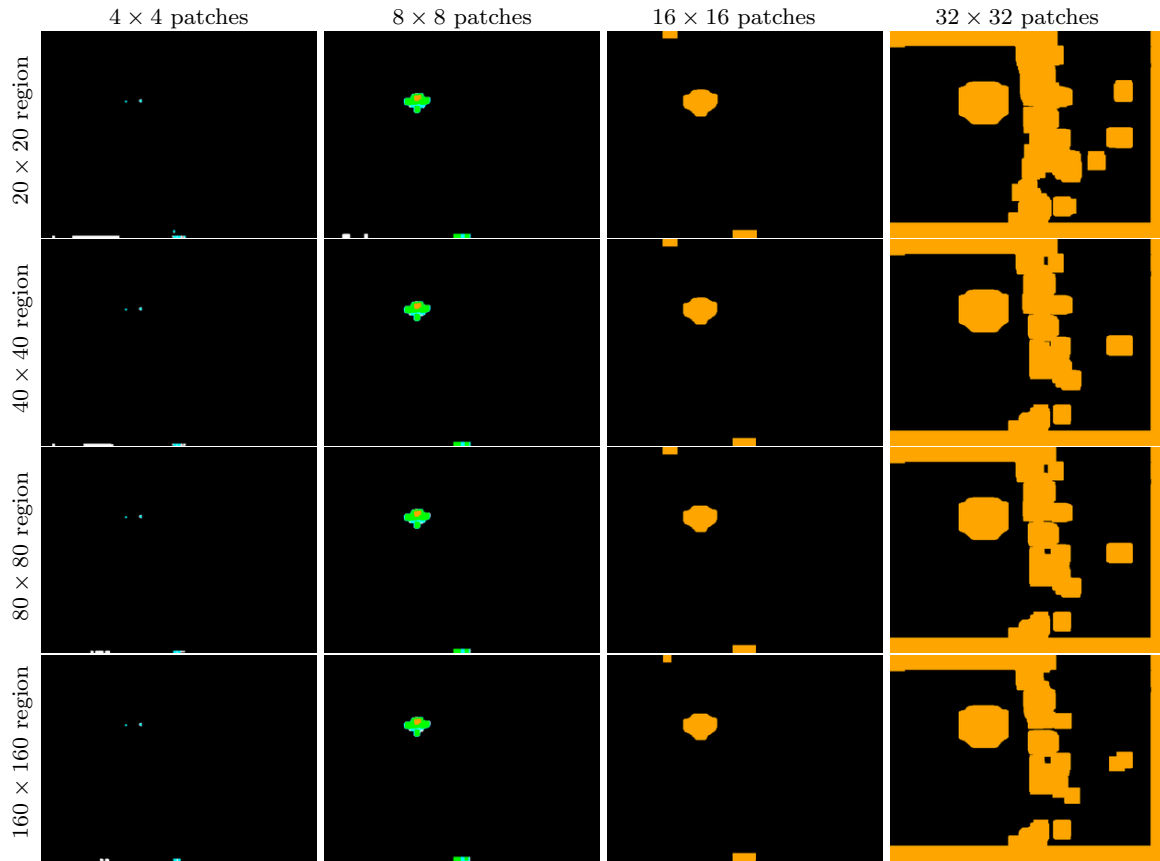 4 × 4 patches
8 × 8 patches
16 × 16 patches
32 × 32 patches
20 × 20 region
40 × 40 region
80 × 80 region
160 × 160 region